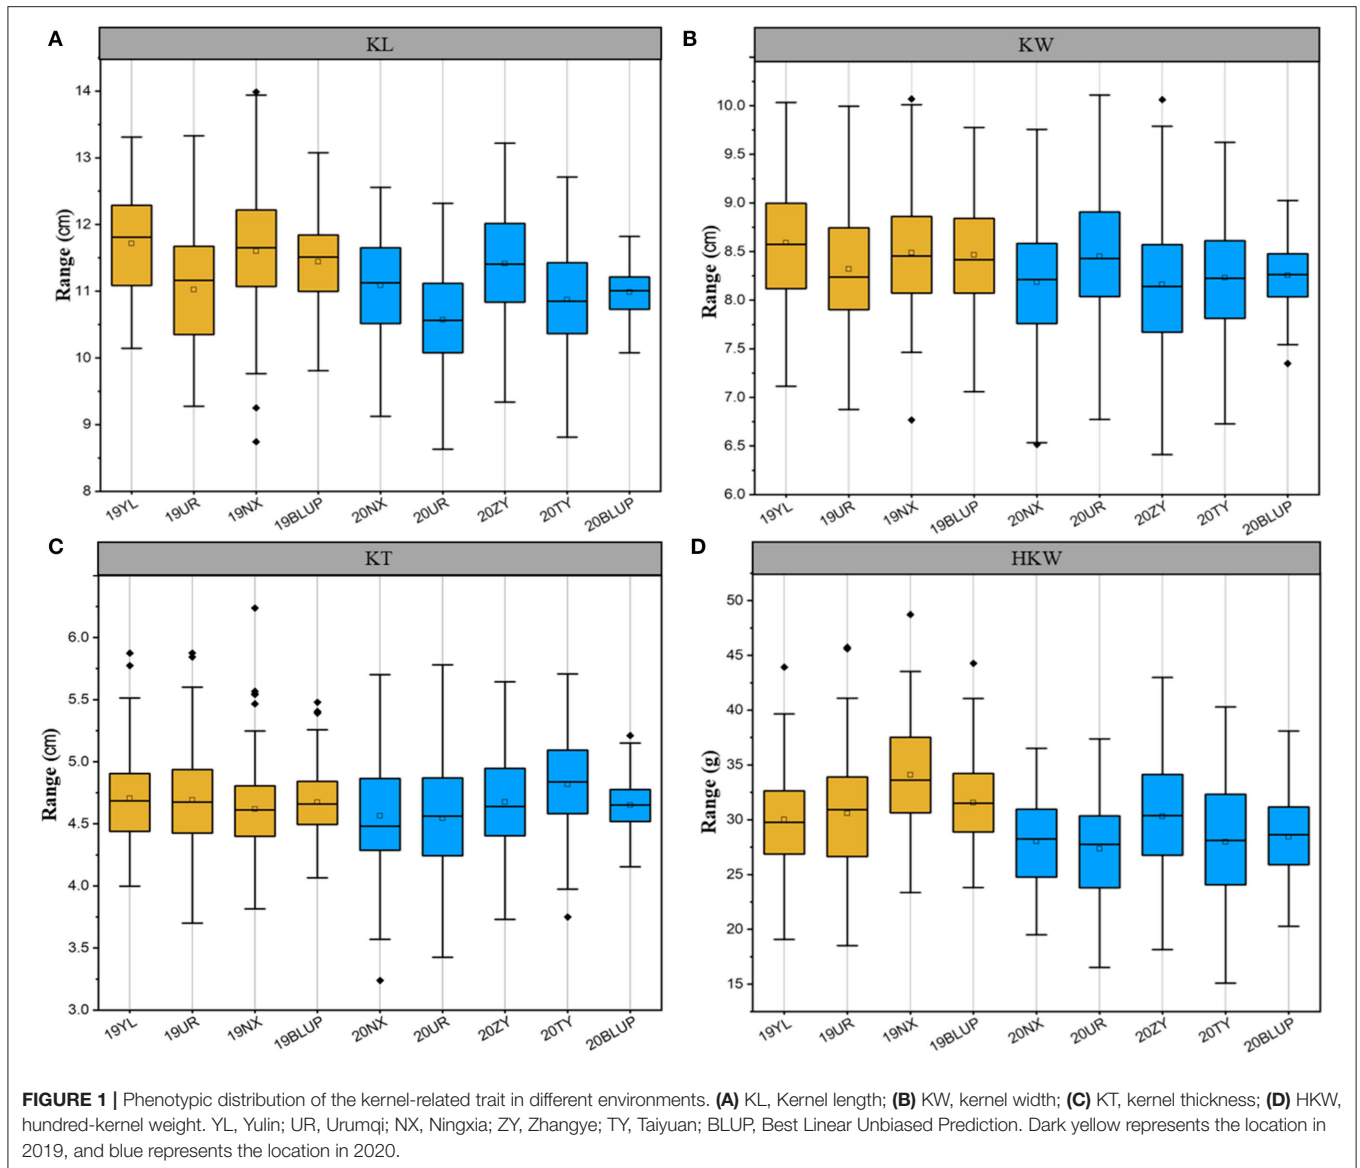 A
KL
Range (cm)
14
13
12
11
10
9
8
19YL 19UR 19NX 19BLUP 20NX 20UR 20ZY 20TY 20BLUP
B
KW
Range (cm)
10.0
9.5
9.0
8.5
8.0
7.5
7.0
6.5
6.0
19YL 19UR 19NX 19BLUP 20NX 20UR 20ZY 20TY 20BLUP
C
KT
Range (cm)
6.0
5.5
5.0
4.5
4.0
3.5
3.0
19YL 19UR 19NX 19BLUP 20NX 20UR 20ZY 20TY 20BLUP
D
HKW
Range (g)
50
45
40
35
30
25
20
15
19YL 19UR 19NX 19BLUP 20NX 20UR 20ZY 20TY 20BLUP
FIGURE 1 | Phenotypic distribution of the kernel-related trait in different environments. (A) KL, Kernel length; (B) KW, kernel width; (C) KT, kernel thickness; (D) HKW,
hundred-kernel weight. YL, Yulin; UR, Urumqi; NX, Ningxia; ZY, Zhangye; TY, Taiyuan; BLUP, Best Linear Unbiased Prediction. Dark yellow represents the location in
2019, and blue represents the location in 2020.